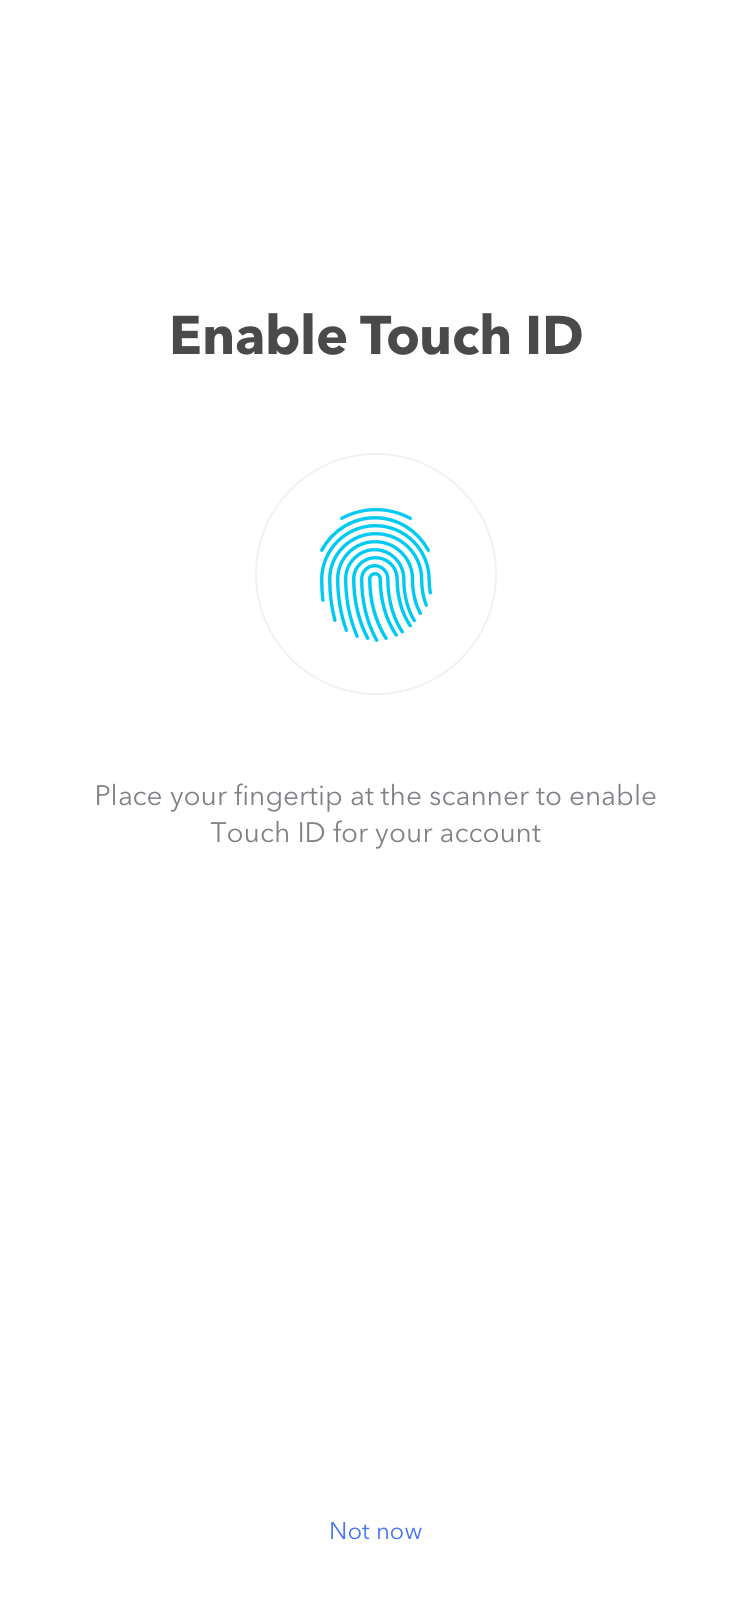 Enable Touch ID
Place your fingertip at the scanner to enable
Touch ID for your account
Not now